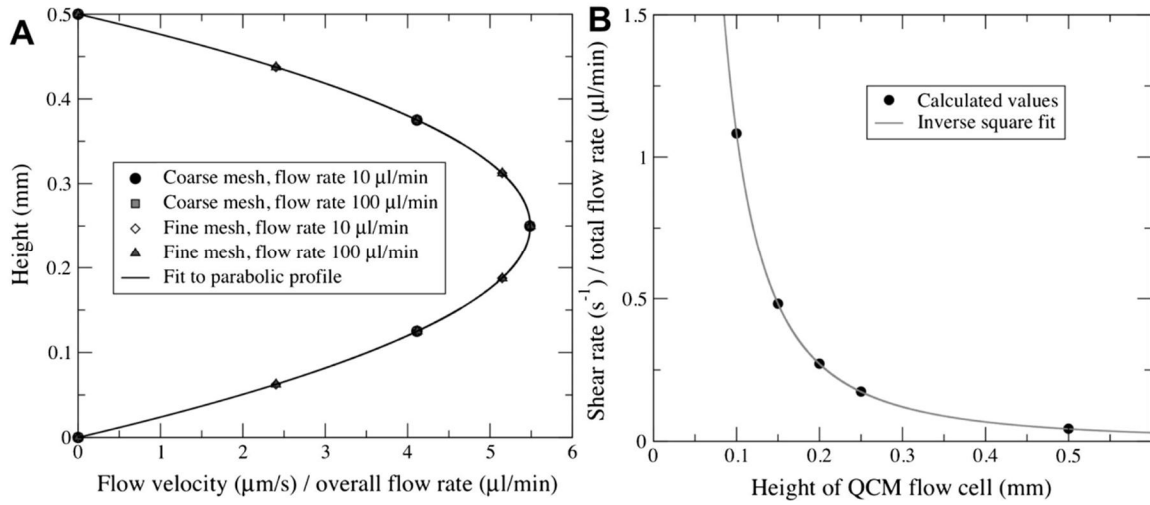 A
0.5
0.4
0.3
0.2
0.1
0
Height (mm)
Coarse mesh, flow rate 10 μl/min
Coarse mesh, flow rate 100 μl/min
Fine mesh, flow rate 10 μl/min
Fine mesh, flow rate 100 μl/min
Fit to parabolic profile
0 1 2 3 4 5 6
Flow velocity (μm/s) / overall flow rate (μl/min)
B
1.5
1
0.5
0
Shear rate (s⁻¹) / total flow rate (μl/min)
Calculated values
Inverse square fit
0 0.1 0.2 0.3 0.4 0.5
Height of QCM flow cell (mm)